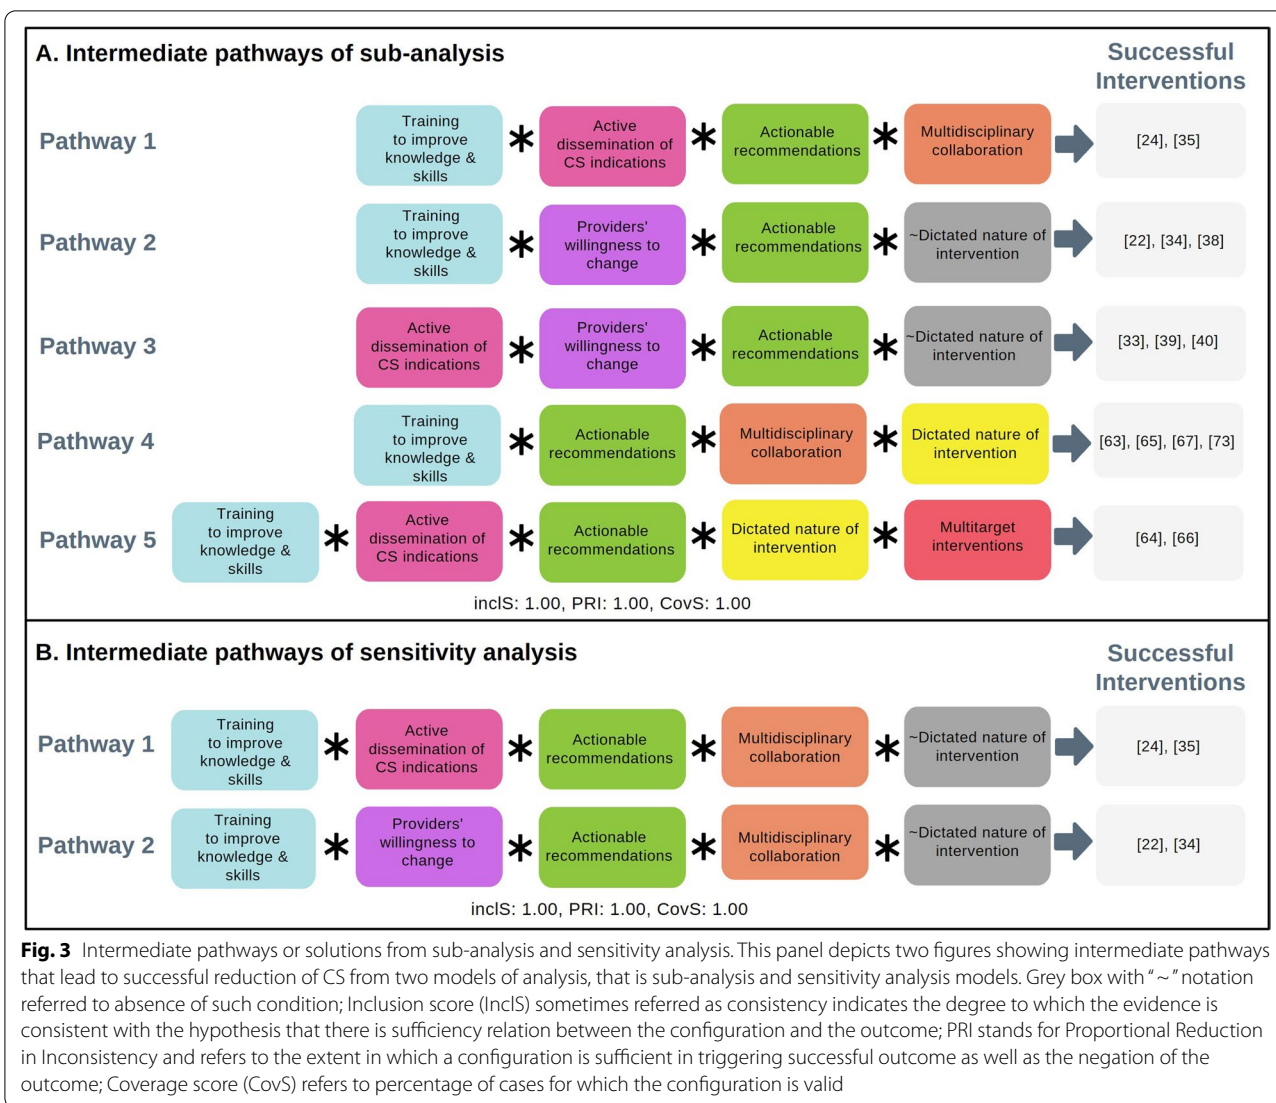 A. Intermediate pathways of sub-analysis
Successful
Interventions
Pathway 1
Training
to improve
knowledge &
skills
*
Active
dissemination of
CS indications
*
Actionable
recommendations
*
Multidisciplinary
collaboration
[24], [35]
Pathway 2
Training
to improve
knowledge &
skills
*
Providers'
willingness to
change
*
Actionable
recommendations
*
~Dictated nature of
intervention
[22], [34], [38]
Pathway 3
Active
dissemination of
CS indications
*
Providers'
willingness to
change
*
Actionable
recommendations
*
~Dictated nature of
intervention
[33], [39], [40]
Pathway 4
Training
to improve
knowledge &
skills
*
Actionable
recommendations
*
Multidisciplinary
collaboration
*
Dictated nature of
intervention
[63], [65], [67], [73]
Pathway 5
Training
to improve
knowledge &
skills
*
Active
dissemination of
CS indications
*
Actionable
recommendations
*
Dictated nature of
intervention
*
Multitarget
interventions
[64], [66]
inclS: 1.00, PRI: 1.00, CovS: 1.00
B. Intermediate pathways of sensitivity analysis
Successful
Interventions
Pathway 1
Training
to improve
knowledge &
skills
*
Active
dissemination of
CS indications
*
Actionable
recommendations
*
Multidisciplinary
collaboration
*
~Dictated nature of
intervention
[24], [35]
Pathway 2
Training
to improve
knowledge &
skills
*
Providers'
willingness to
change
*
Actionable
recommendations
*
Multidisciplinary
collaboration
*
~Dictated nature of
intervention
[22], [34]
inclS: 1.00, PRI: 1.00, CovS: 1.00
Fig. 3 Intermediate pathways or solutions from sub-analysis and sensitivity analysis. This panel depicts two figures showing intermediate pathways
that lead to successful reduction of CS from two models of analysis, that is sub-analysis and sensitivity analysis models. Grey box with "~" notation
referred to absence of such condition; Inclusion score (InclS) sometimes referred as consistency indicates the degree to which the evidence is
consistent with the hypothesis that there is sufficiency relation between the configuration and the outcome; PRI stands for Proportional Reduction
in Inconsistency and refers to the extent in which a configuration is sufficient in triggering successful outcome as well as the negation of the
outcome; Coverage score (CovS) refers to percentage of cases for which the configuration is valid